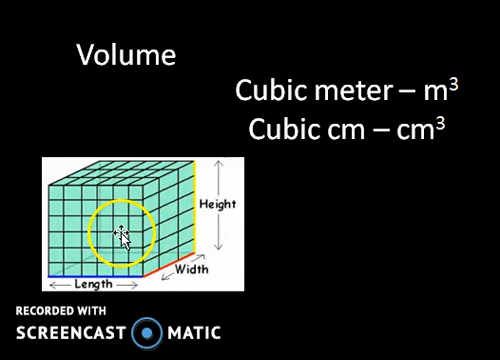 Volume
Cubic meter – m³
Cubic cm – cm³
Height
Width
Length
RECORDED WITH
SCREENCAST MATIC